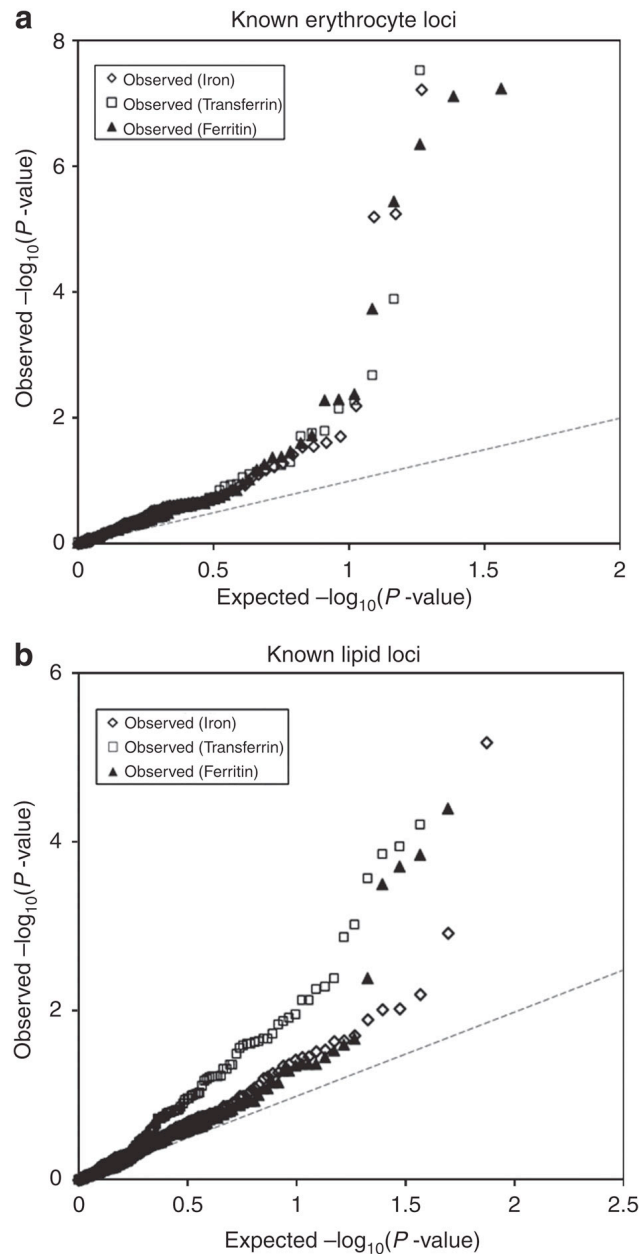 a
Known erythrocyte loci
8
6
4
2
0
Observed –log10(P-value)
Observed (Iron)
Observed (Transferrin)
Observed (Ferritin)
0 0.5 1 1.5 2
Expected –log10(P-value)
b
Known lipid loci
6
4
2
0
Observed –log10(P-value)
Observed (Iron)
Observed (Transferrin)
Observed (Ferritin)
0 0.5 1 1.5 2 2.5
Expected –log10(P-value)